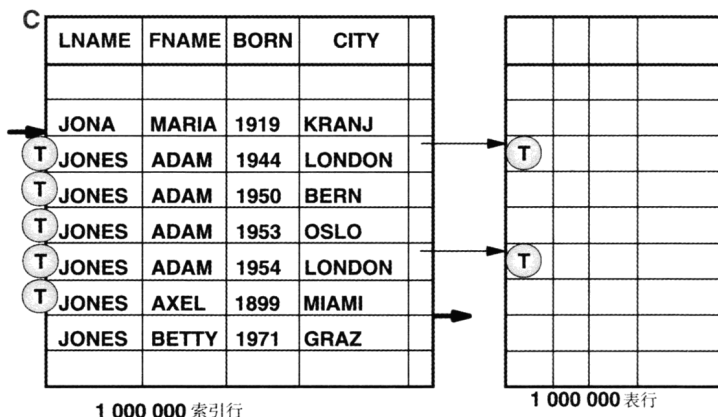 C
LNAME FNAME BORN CITY
JONA MARIA 1919 KRANJ
T JONES ADAM 1944 LONDON T
T JONES ADAM 1950 BERN
T JONES ADAM 1953 OSLO
T JONES ADAM 1954 LONDON T
T JONES AXEL 1899 MIAMI
JONES BETTY 1971 GRAZ
1 000 000 索引行
1 000 000 表行